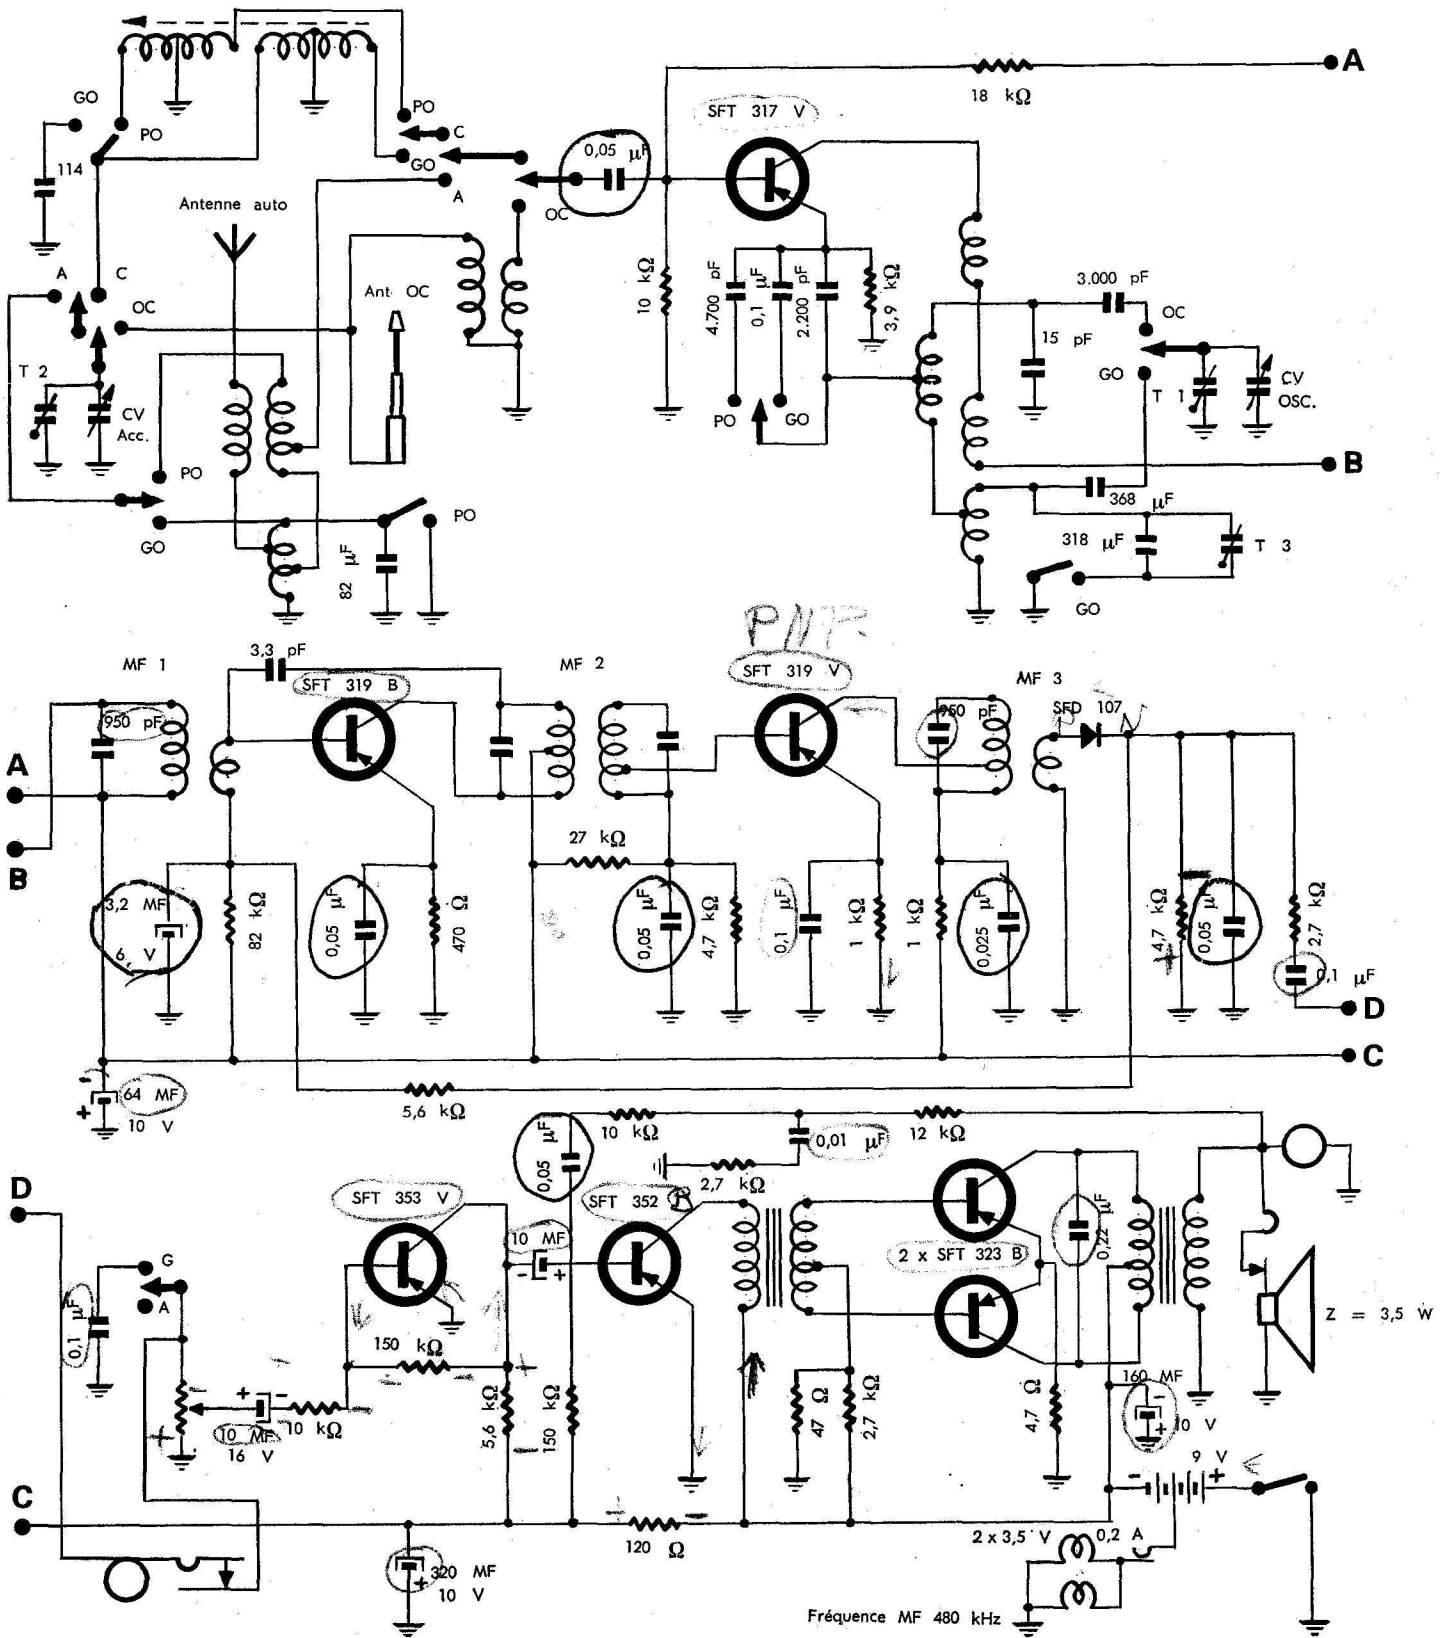 A
18 kΩ
SFT 317 V
GO
PO
PO
C
GO
A
0,05 μF
OC
114
Antenne auto
A
C
OC
Ant OC
10 kΩ
4.700 pF
0,1 μF
2.200 pF
3,9 kΩ
3.000 pF
OC
15 pF
GO
T 1
CV
OSC.
T 2
CV
Acc.
PO
GO
B
PO
GO
PO
82 μF
368 μF
318 μF
T 3
GO
PNP
MF 1
3,3 pF
SFT 319 B
MF 2
SFT 319 V
MF 3
950 pF
950 pF
SFD 107
P
N
A
B
27 kΩ
3,2 MF
6, V
82 kΩ
0,05 μF
470 Ω
0,05 μF
4,7 kΩ
0,1 μF
1 kΩ
1 kΩ
0,025 μF
4,7 kΩ
0,05 μF
2,7 kΩ
0,1 μF
D
C
- 64 MF
+ 10 V
5,6 kΩ
0,05 μF
10 kΩ
0,01 μF
12 kΩ
2,7 kΩ
D
SFT 353 V
SFT 352 B
10 MF
- +
2 x SFT 323 B
0,22 μF
G
A
0,1 μF
150 kΩ
Z = 3,5 W
+ -
10 MF
16 V
10 kΩ
5,6 kΩ
150 kΩ
47 Ω
2,7 kΩ
4,7 Ω
160 MF
-
+ 10 V
9 V
- +
C
120 Ω
+ 320 MF
10 V
2 x 3,5 V 0,2 A
Fréquence MF 480 kHz